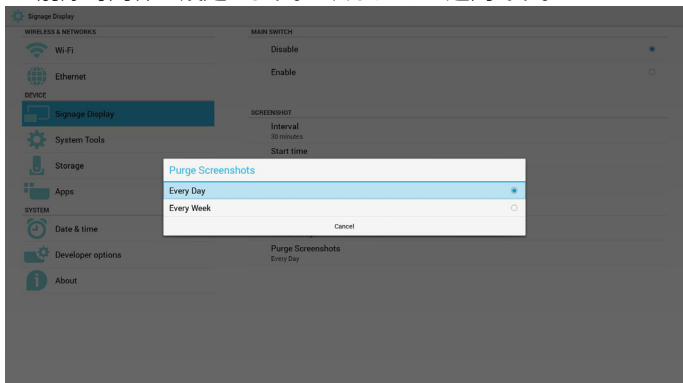 Signage Display
WIRELESS & NETWORKS
Wi-Fi
Ethernet
DEVICE
Signage Display
System Tools
Storage
Apps
SYSTEM
Date & time
Developer options
About
MAIN SWITCH
Disable
Enable
SCREENSHOT
Interval
30 minutes
Start time
Purge Screenshots
Every Day
Every Week
Cancel
Purge Screenshots
Every Day